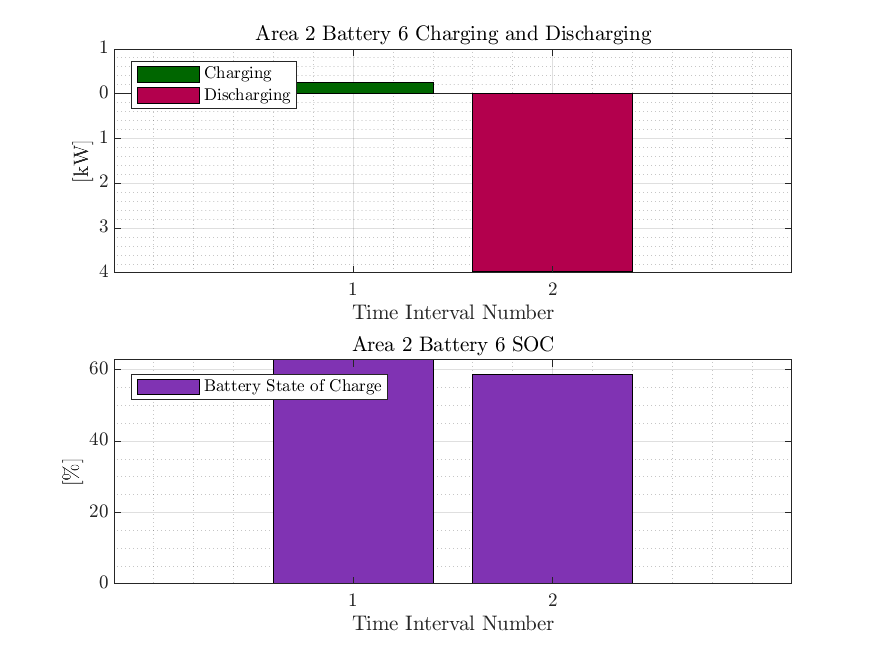 Area 2 Battery 6 Charging and Discharging
1
0
1
2
3
4
[kW]
Charging
Discharging
1 2
Time Interval Number
Area 2 Battery 6 SOC
60
40
20
0
[%]
Battery State of Charge
1 2
Time Interval Number